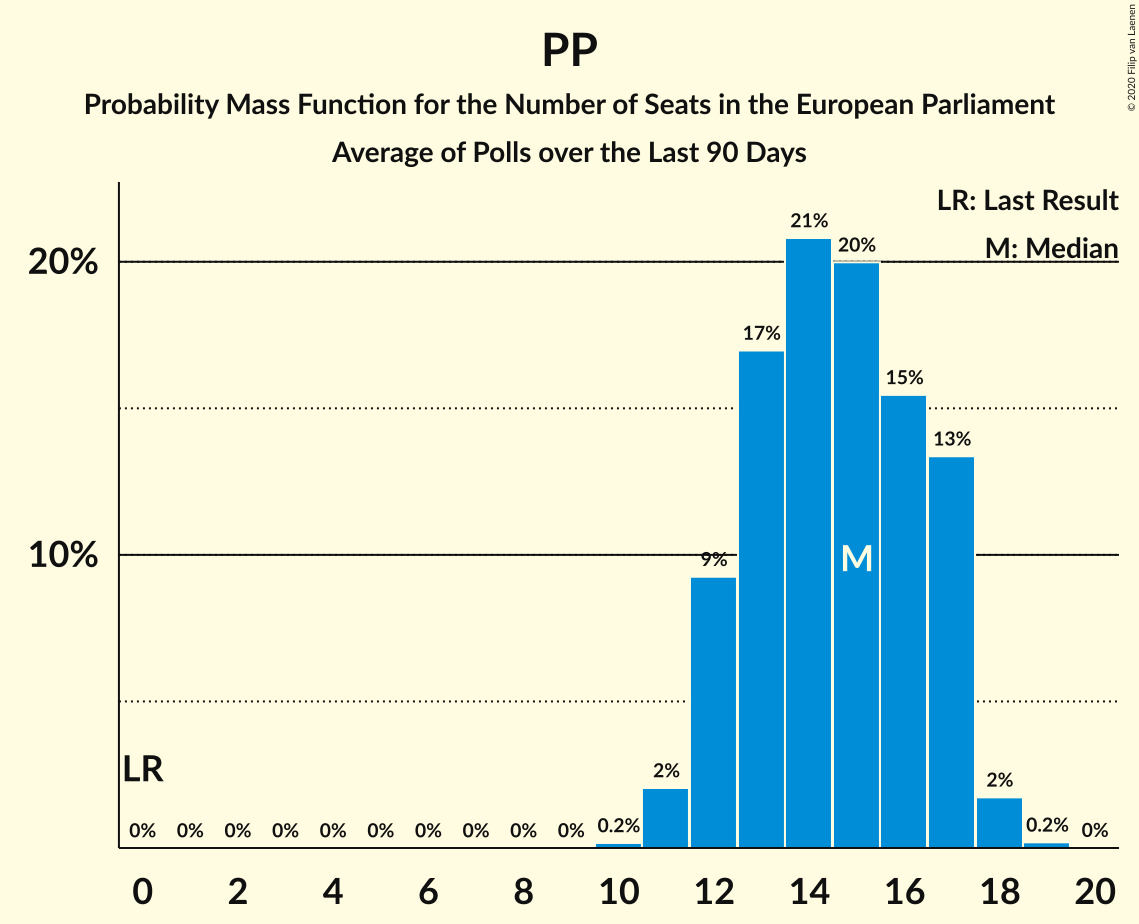 PP
Probability Mass Function for the Number of Seats in the European Parliament
Average of Polls over the Last 90 Days
© 2020 Filip van Laenen
LR: Last Result
M: Median
20%
10%
21%
20%
17%
15%
13%
9%
M
LR
2%
2%
0% 0% 0% 0% 0% 0% 0% 0% 0% 0% 0.2% 0.2% 0%
0 2 4 6 8 10 12 14 16 18 20